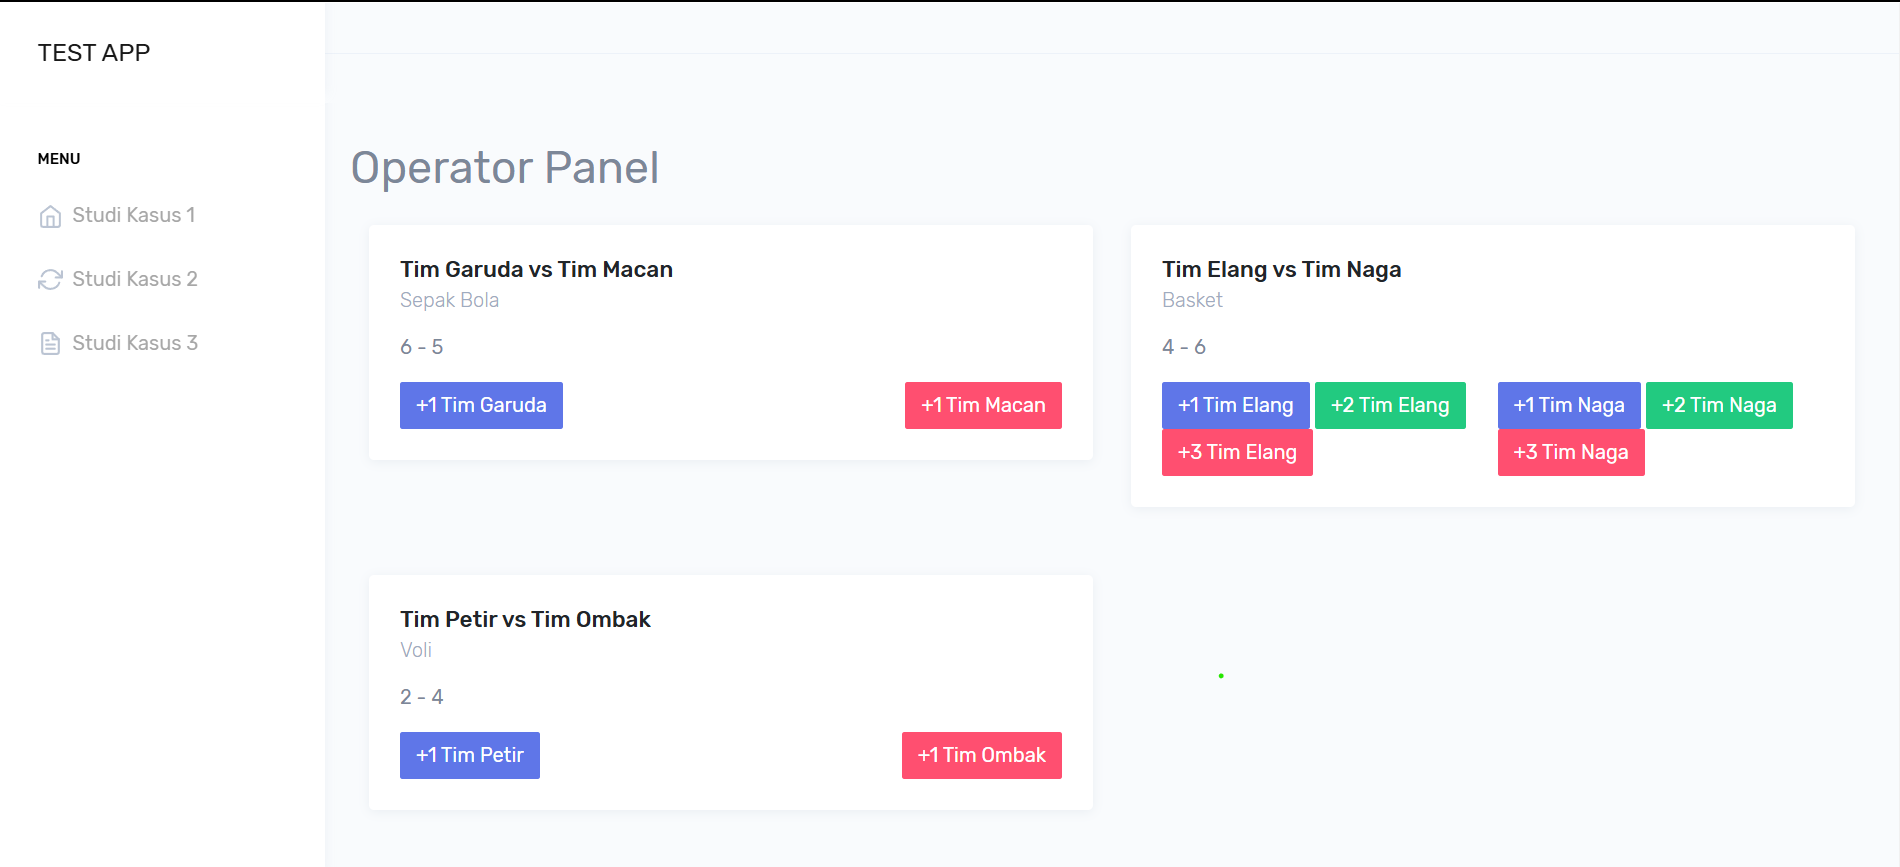 TEST APP
MENU
Studi Kasus 1
Studi Kasus 2
Studi Kasus 3
Operator Panel
Tim Garuda vs Tim Macan
Sepak Bola
6 - 5
+1 Tim Garuda
+1 Tim Macan
Tim Elang vs Tim Naga
Basket
4 - 6
+1 Tim Elang +2 Tim Elang
+3 Tim Elang
+1 Tim Naga +2 Tim Naga
+3 Tim Naga
Tim Petir vs Tim Ombak
Voli
2 - 4
+1 Tim Petir
+1 Tim Ombak